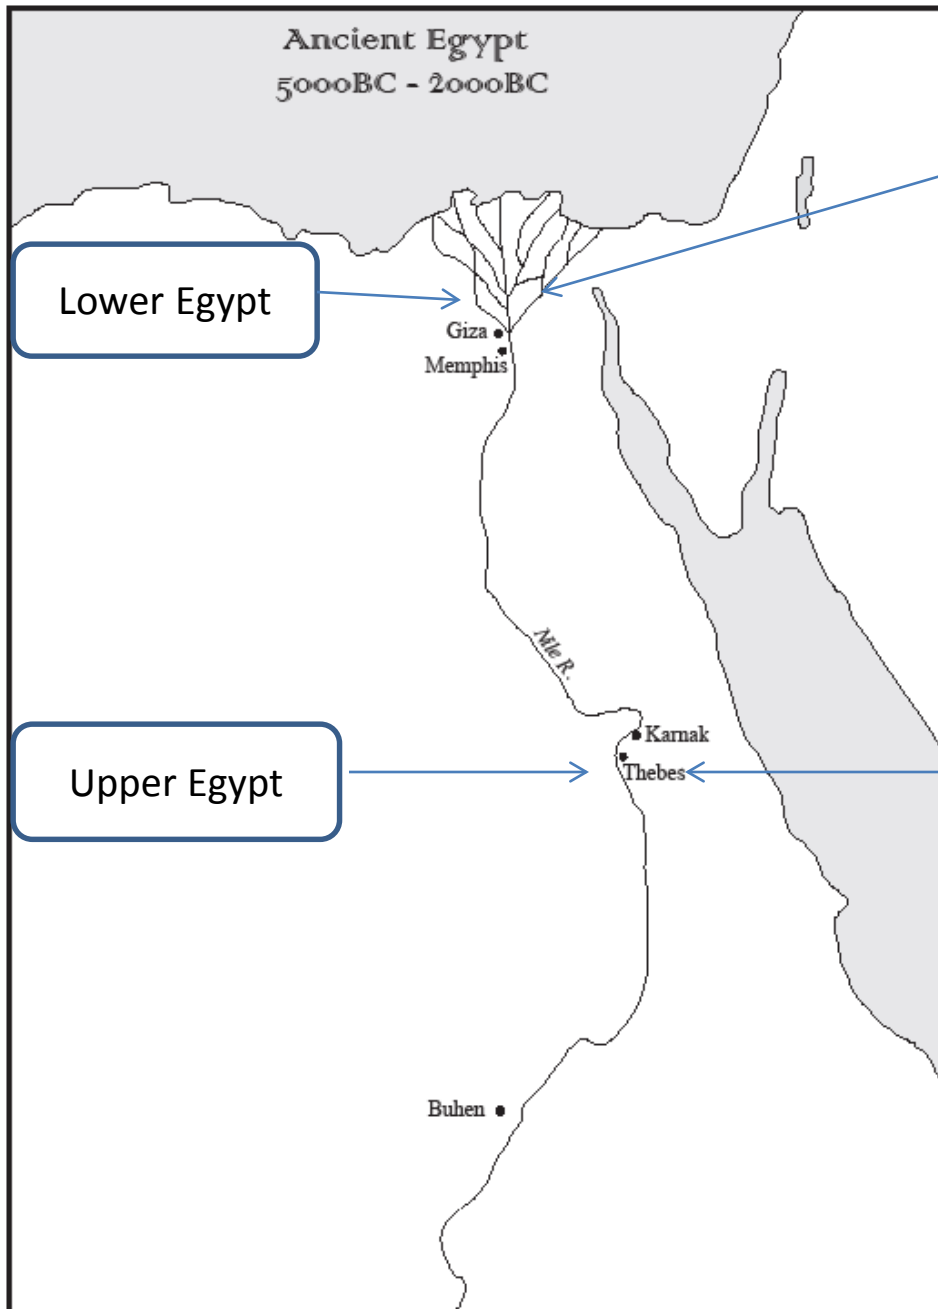 Ancient Egypt
5000BC - 2000BC
Lower Egypt
Giza
Memphis
Nile R.
Karnak
Thebes
Upper Egypt
Buhen